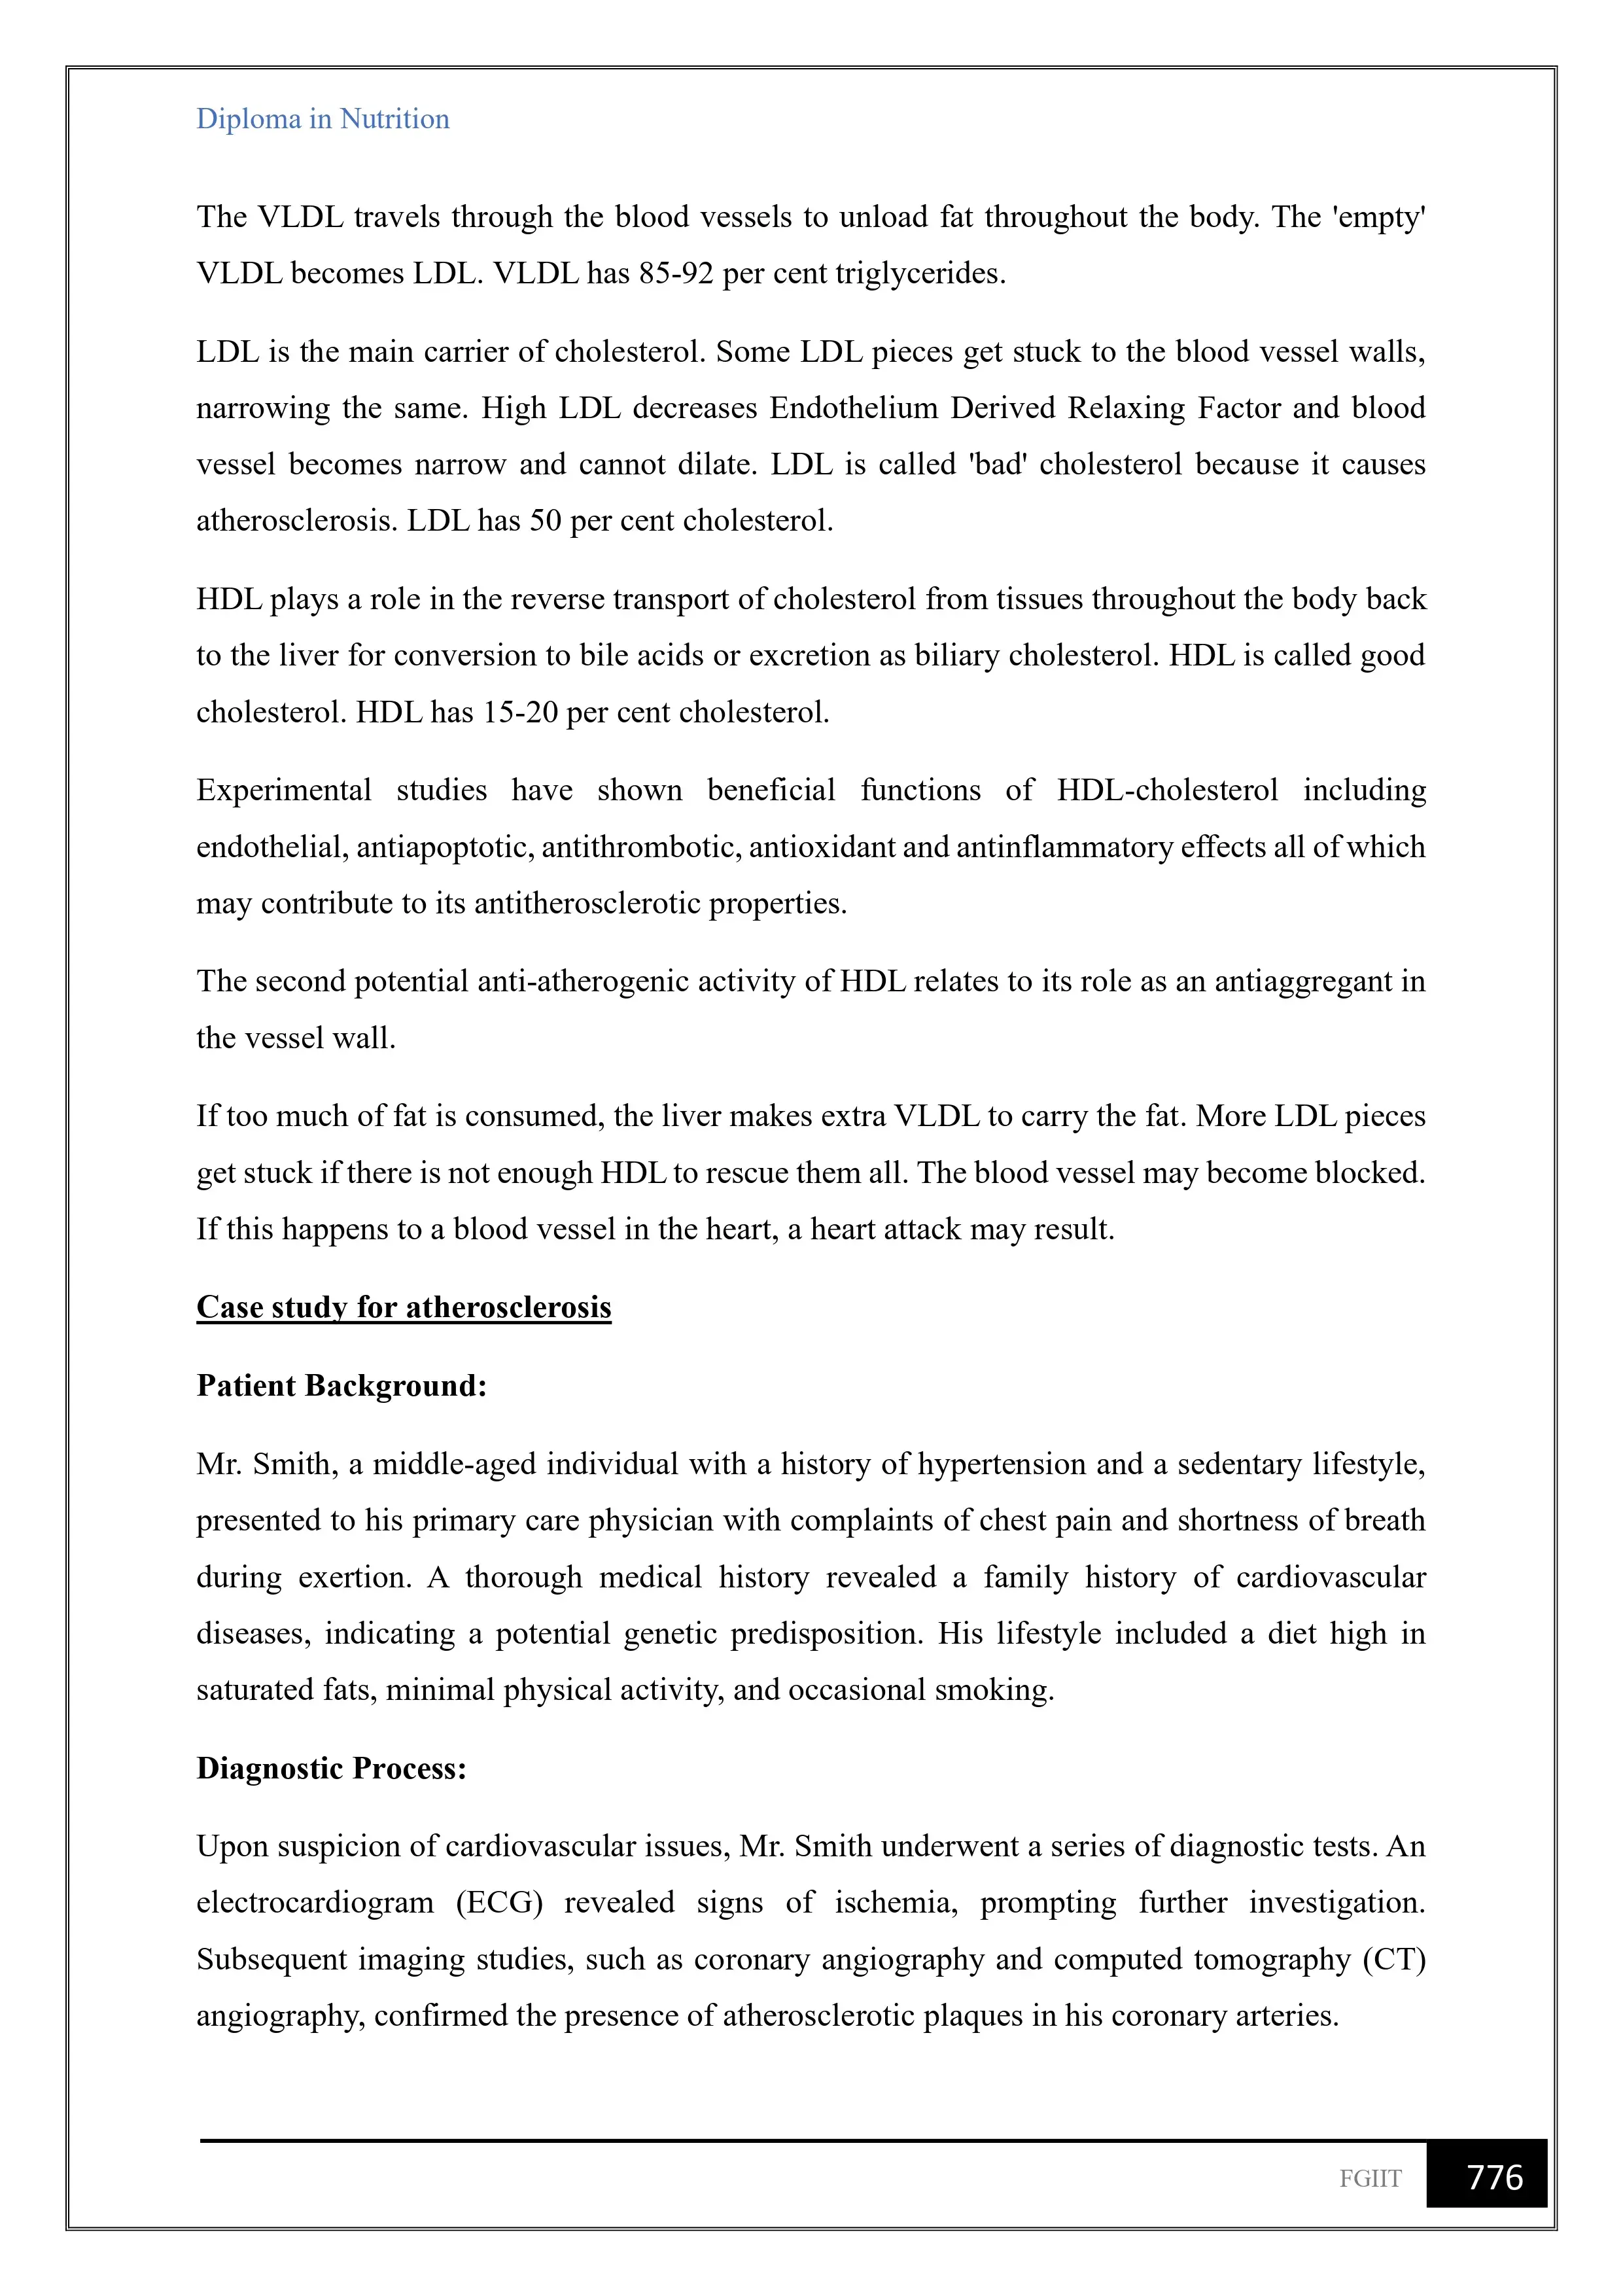 Diploma in Nutrition
The VLDL travels through the blood vessels to unload fat throughout the body. The 'empty'
VLDL becomes LDL. VLDL has 85-92 per cent triglycerides.
LDL is the main carrier of cholesterol. Some LDL pieces get stuck to the blood vessel walls,
narrowing the same. High LDL decreases Endothelium Derived Relaxing Factor and blood
vessel becomes narrow and cannot dilate. LDL is called 'bad' cholesterol because it causes
atherosclerosis. LDL has 50 per cent cholesterol.
HDL plays a role in the reverse transport of cholesterol from tissues throughout the body back
to the liver for conversion to bile acids or excretion as biliary cholesterol. HDL is called good
cholesterol. HDL has 15-20 per cent cholesterol.
Experimental studies have shown beneficial functions of HDL-cholesterol including
endothelial, antiapoptotic, antithrombotic, antioxidant and antinflammatory effects all of which
may contribute to its antitherosclerotic properties.
The second potential anti-atherogenic activity of HDL relates to its role as an antiaggregant in
the vessel wall.
If too much of fat is consumed, the liver makes extra VLDL to carry the fat. More LDL pieces
get stuck if there is not enough HDL to rescue them all. The blood vessel may become blocked.
If this happens to a blood vessel in the heart, a heart attack may result.
Case study for atherosclerosis
Patient Background:
Mr. Smith, a middle-aged individual with a history of hypertension and a sedentary lifestyle,
presented to his primary care physician with complaints of chest pain and shortness of breath
during exertion. A thorough medical history revealed a family history of cardiovascular
diseases, indicating a potential genetic predisposition. His lifestyle included a diet high in
saturated fats, minimal physical activity, and occasional smoking.
Diagnostic Process:
Upon suspicion of cardiovascular issues, Mr. Smith underwent a series of diagnostic tests. An
electrocardiogram (ECG) revealed signs of ischemia, prompting further investigation.
Subsequent imaging studies, such as coronary angiography and computed tomography (CT)
angiography, confirmed the presence of atherosclerotic plaques in his coronary arteries.
FGIIT 776